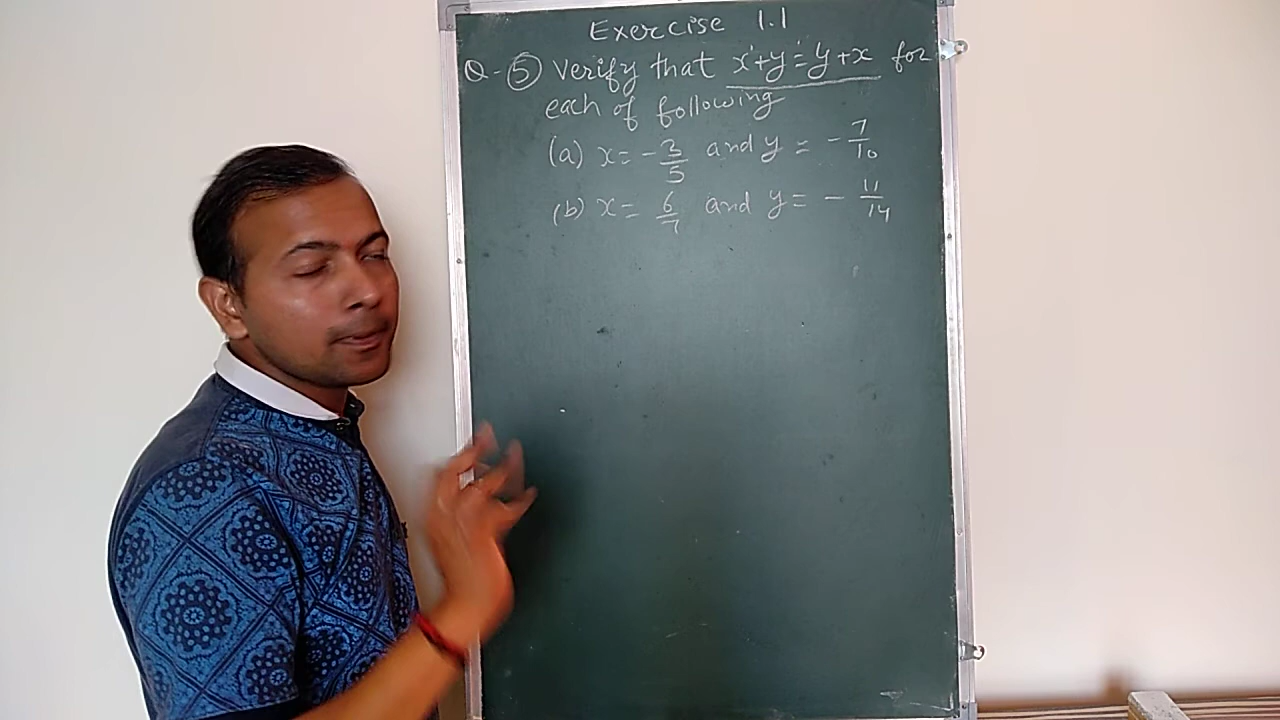 Exercise 1.1
Q-5 Verify that x+y=y+x for
each of following
(a) x= -3/5 and y = -7/10
(b) x= 6/7 and y= -11/14